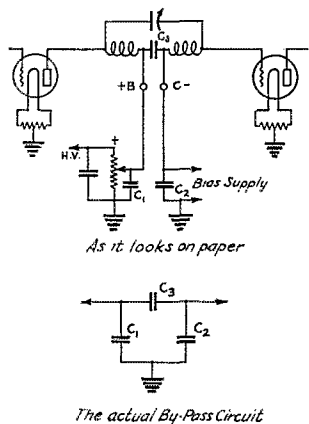 C3
+B
C-
+
H.V.
C1
C2
Bias Supply
As it looks on paper
C3
C1
C2
The actual By-Pass Circuit